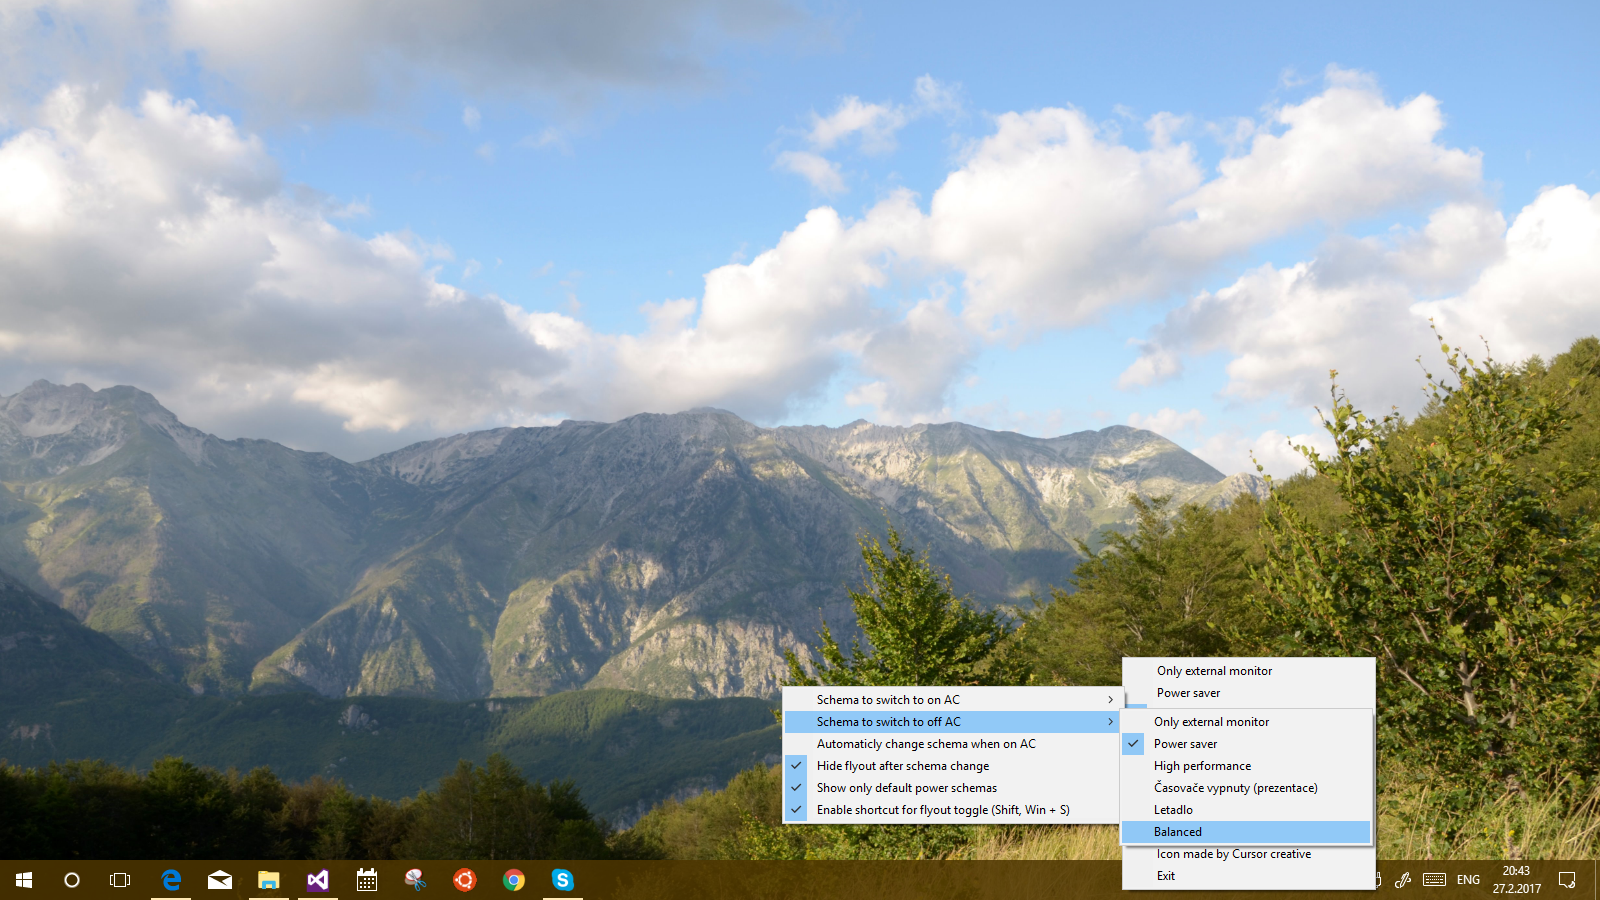 Only external monitor
Power saver
Schema to switch to on AC
Schema to switch to off AC
Automaticly change schema when on AC
Hide flyout after schema change
Show only default power schemas
Enable shortcut for flyout toggle (Shift, Win + S)
Only external monitor
Power saver
High performance
Časovače vypnuty (prezentace)
Letadlo
Balanced
Icon made by Cursor creative
Exit
ENG
20:43
27.2.2017